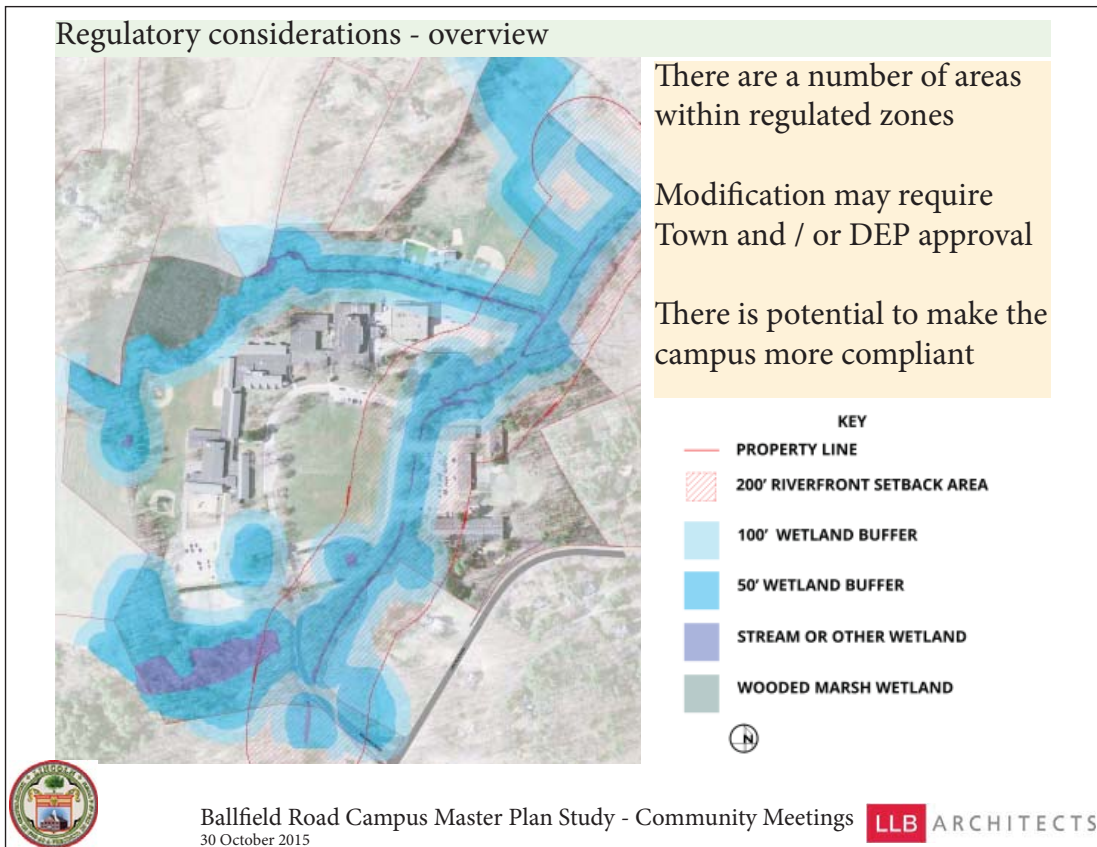 Regulatory considerations - overview
There are a number of areas
within regulated zones
Modification may require
Town and / or DEP approval
There is potential to make the
campus more compliant
KEY
PROPERTY LINE
200' RIVERFRONT SETBACK AREA
100' WETLAND BUFFER
50' WETLAND BUFFER
STREAM OR OTHER WETLAND
WOODED MARSH WETLAND
N
Ballfield Road Campus Master Plan Study - Community Meetings
30 October 2015
LLB ARCHITECTS